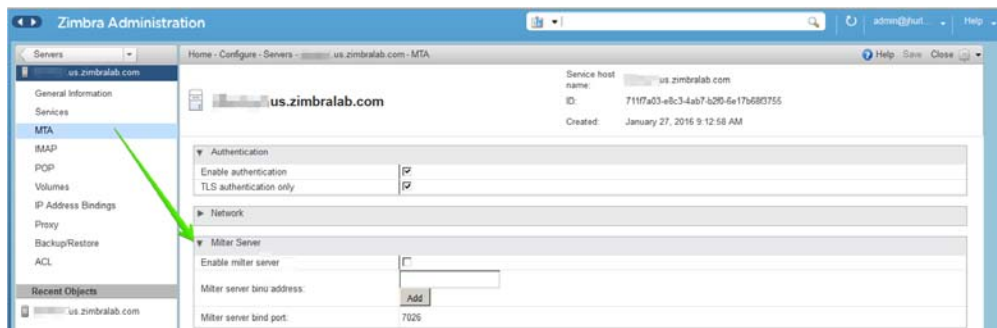 Zimbra Administration
admin@jhurl... Help
Servers
Home - Configure - Servers - .us.zimbralab.com - MTA
Help Save Close
us.zimbralab.com
General Information
Services
MTA
IMAP
POP
Volumes
IP Address Bindings
Proxy
Backup/Restore
ACL
Recent Objects
us.zimbralab.com
us.zimbralab.com
Service host name: us.zimbralab.com
ID: 711f7a03-e8c3-4ab7-b2f0-6e17b68f3755
Created: January 27, 2016 9:12:58 AM
Authentication
Enable authentication
TLS authentication only
Network
Milter Server
Enable milter server
Milter server binu address:
Add
Milter server bind port: 7026